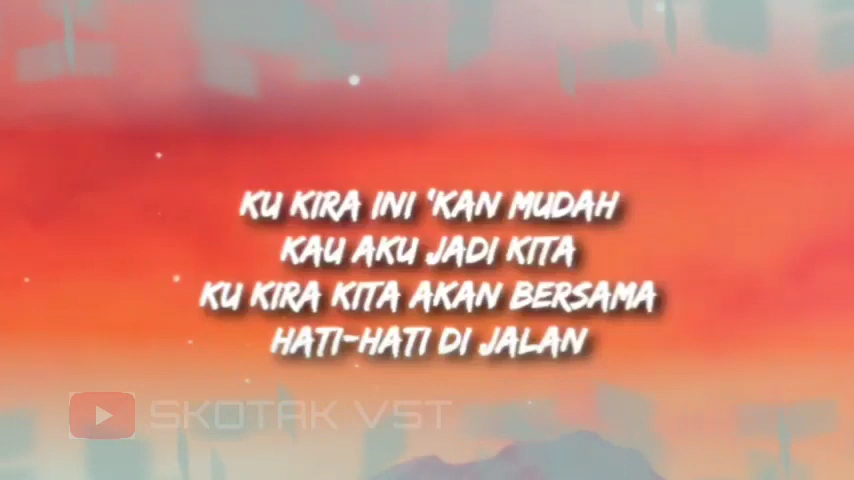 KU KIRA INI 'KAN MUDAH
KAU AKU JADI KITA
KU KIRA KITA AKAN BERSAMA
HATI-HATI DI JALAN
SKOTAK V5T